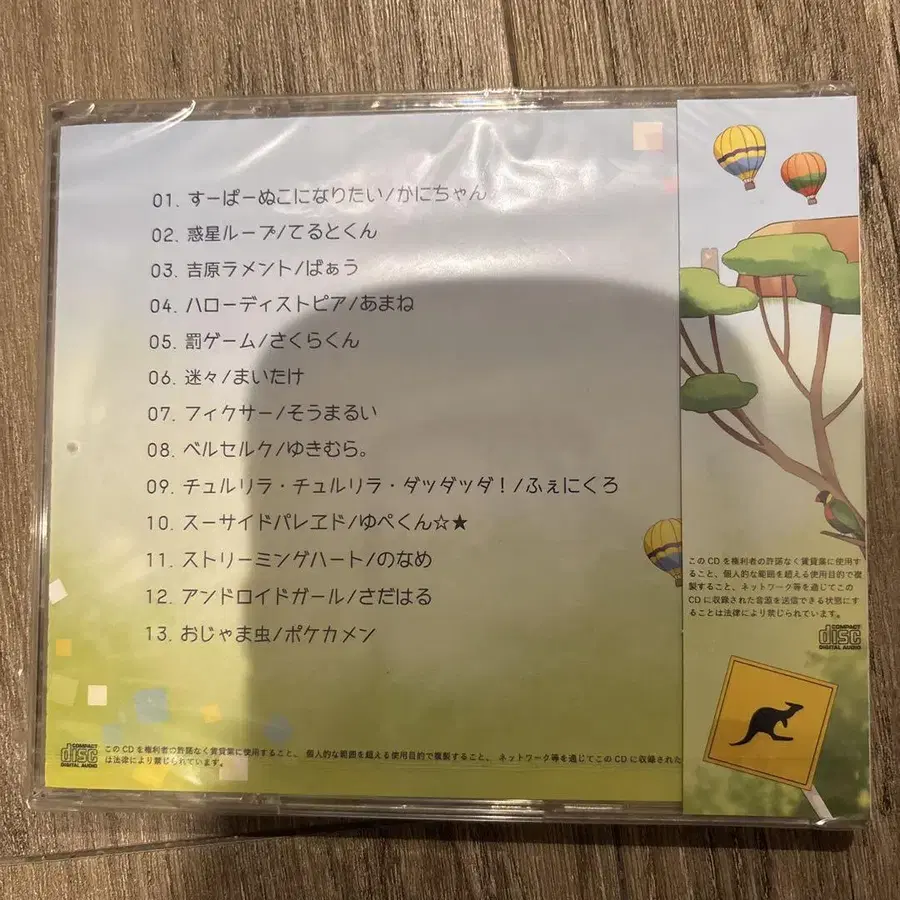 01. すーぱーぬこになりたい/かにちゃん
02. 惑星ループ/てるとくん
03. 吉原ラメント/ばぁう
04. ハローディストピア/あまね
05. 罰ゲーム/さくらくん
06. 迷々/まいたけ
07. フィクサー/そうまるい
08. ベルセルク/ゆきむら。
09. チュルリラ・チュルリラ・ダッダッダ!/ふぇにくろ
10. スーサイドパレヱド/ゆぺくん☆★
11. ストリーミングハート/のなめ
12. アンドロイドガール/さだはる
13. おじゃま虫/ポケカメン
COMPACT
disc
DIGITAL AUDIO
このCDを権利者の許諾なく賃貸業に使用すること、個人的な範囲を超える使用目的で複製すること、ネットワーク等を通じてこのCDに収録された
は法律により禁じられています。
このCDを権利者の許諾なく賃貸業に使用す
ること、個人的な範囲を超える使用目的で複
製すること、ネットワーク等を通じてこの
CDに収録された音源を送信できる状態にす
ることは法律により禁じられています。
COMPACT
disc
DIGITAL AUDIO